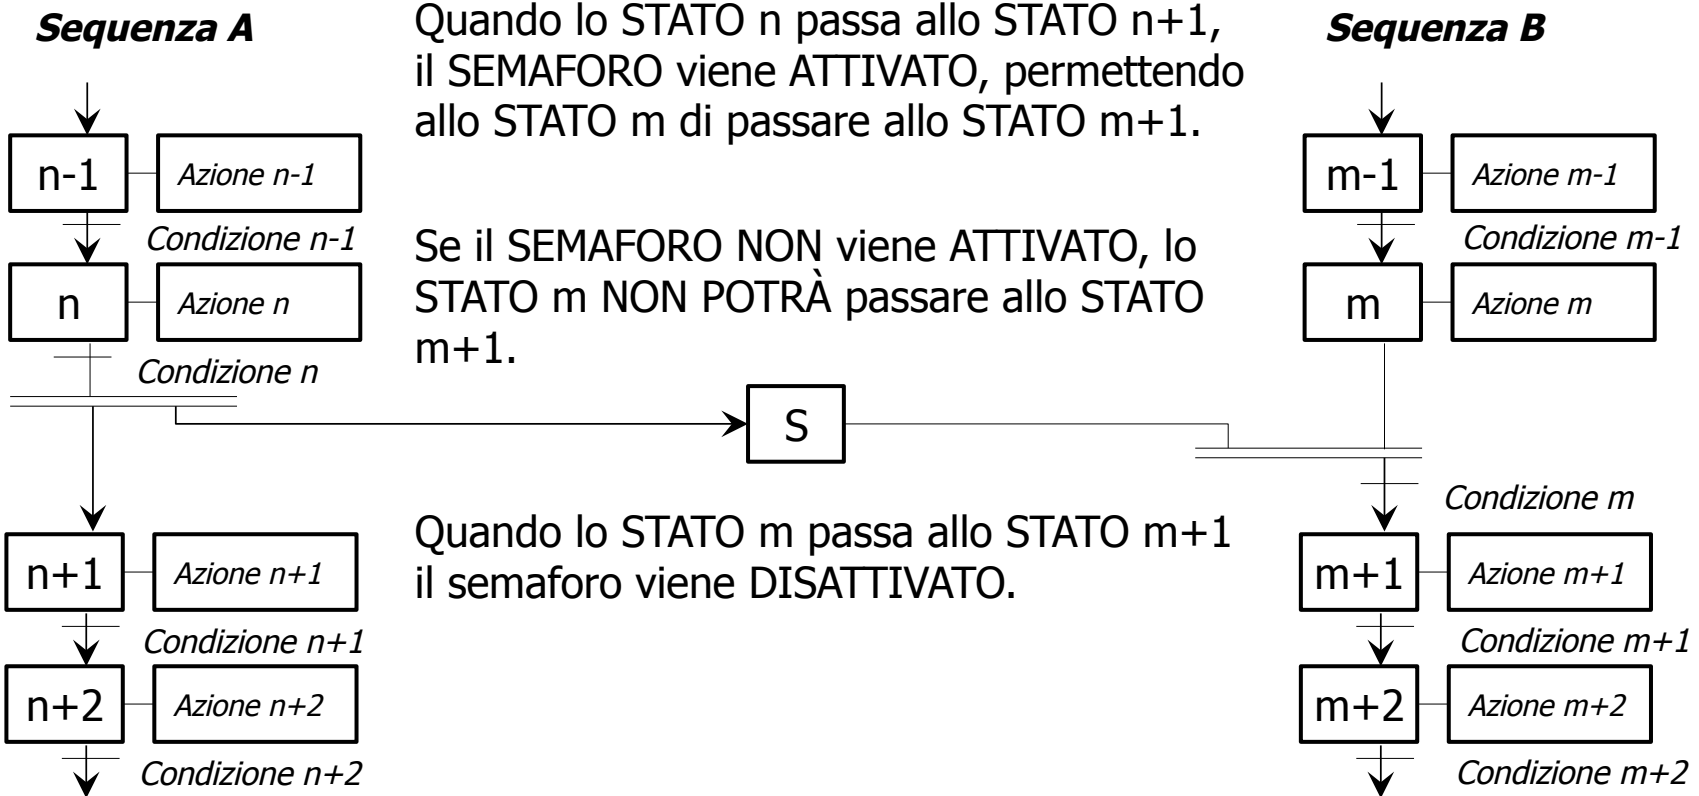 Sequenza A
Quando lo STATO n passa allo STATO n+1,
il SEMAFORO viene ATTIVATO, permettendo
allo STATO m di passare allo STATO m+1.
Sequenza B
n-1
Azione n-1
Condizione n-1
n
Azione n
Condizione n
Se il SEMAFORO NON viene ATTIVATO, lo
STATO m NON POTRÀ passare allo STATO
m+1.
m-1
Azione m-1
Condizione m-1
m
Azione m
S
Condizione m
n+1
Azione n+1
Condizione n+1
n+2
Azione n+2
Condizione n+2
Quando lo STATO m passa allo STATO m+1
il semaforo viene DISATTIVATO.
m+1
Azione m+1
Condizione m+1
m+2
Azione m+2
Condizione m+2